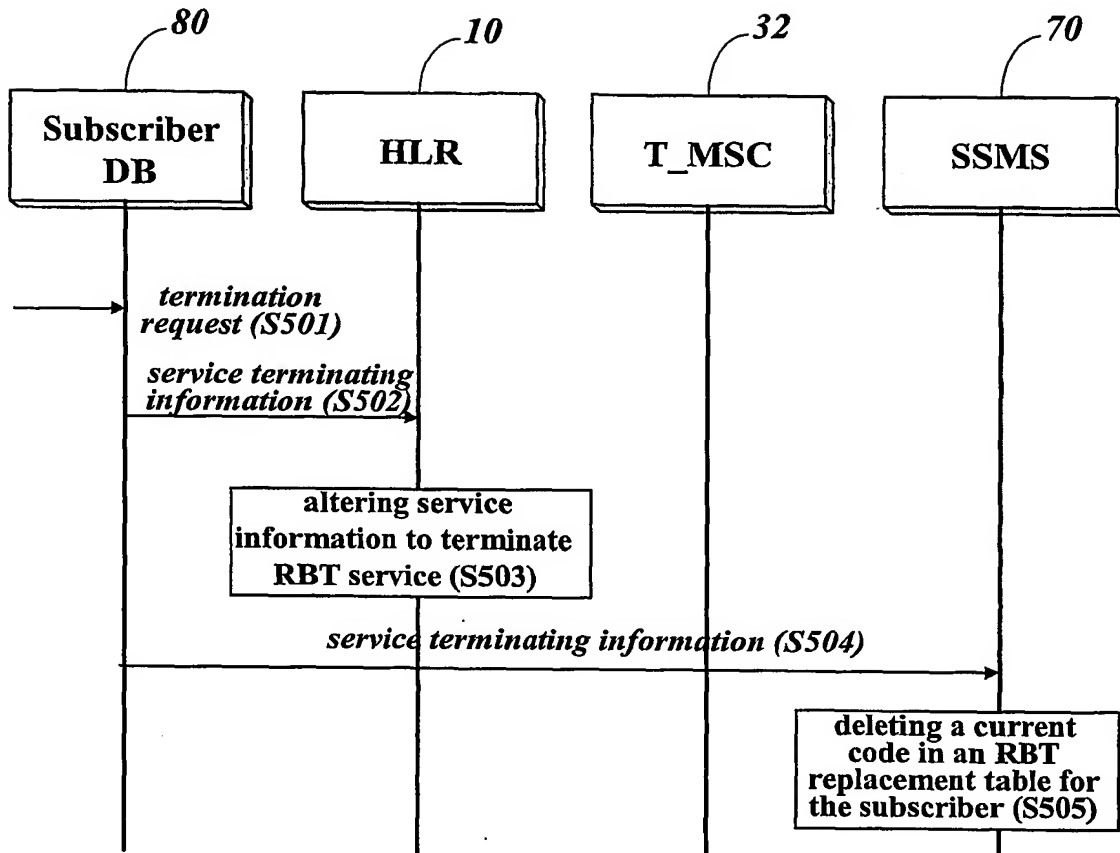 80
10
32
70
Subscriber
DB
HLR
T_MSC
SSMS
termination
request (S501)
service terminating
information (S502)
altering service
information to terminate
RBT service (S503)
service terminating information (S504)
deleting a current
code in an RBT
replacement table for
the subscriber (S505)